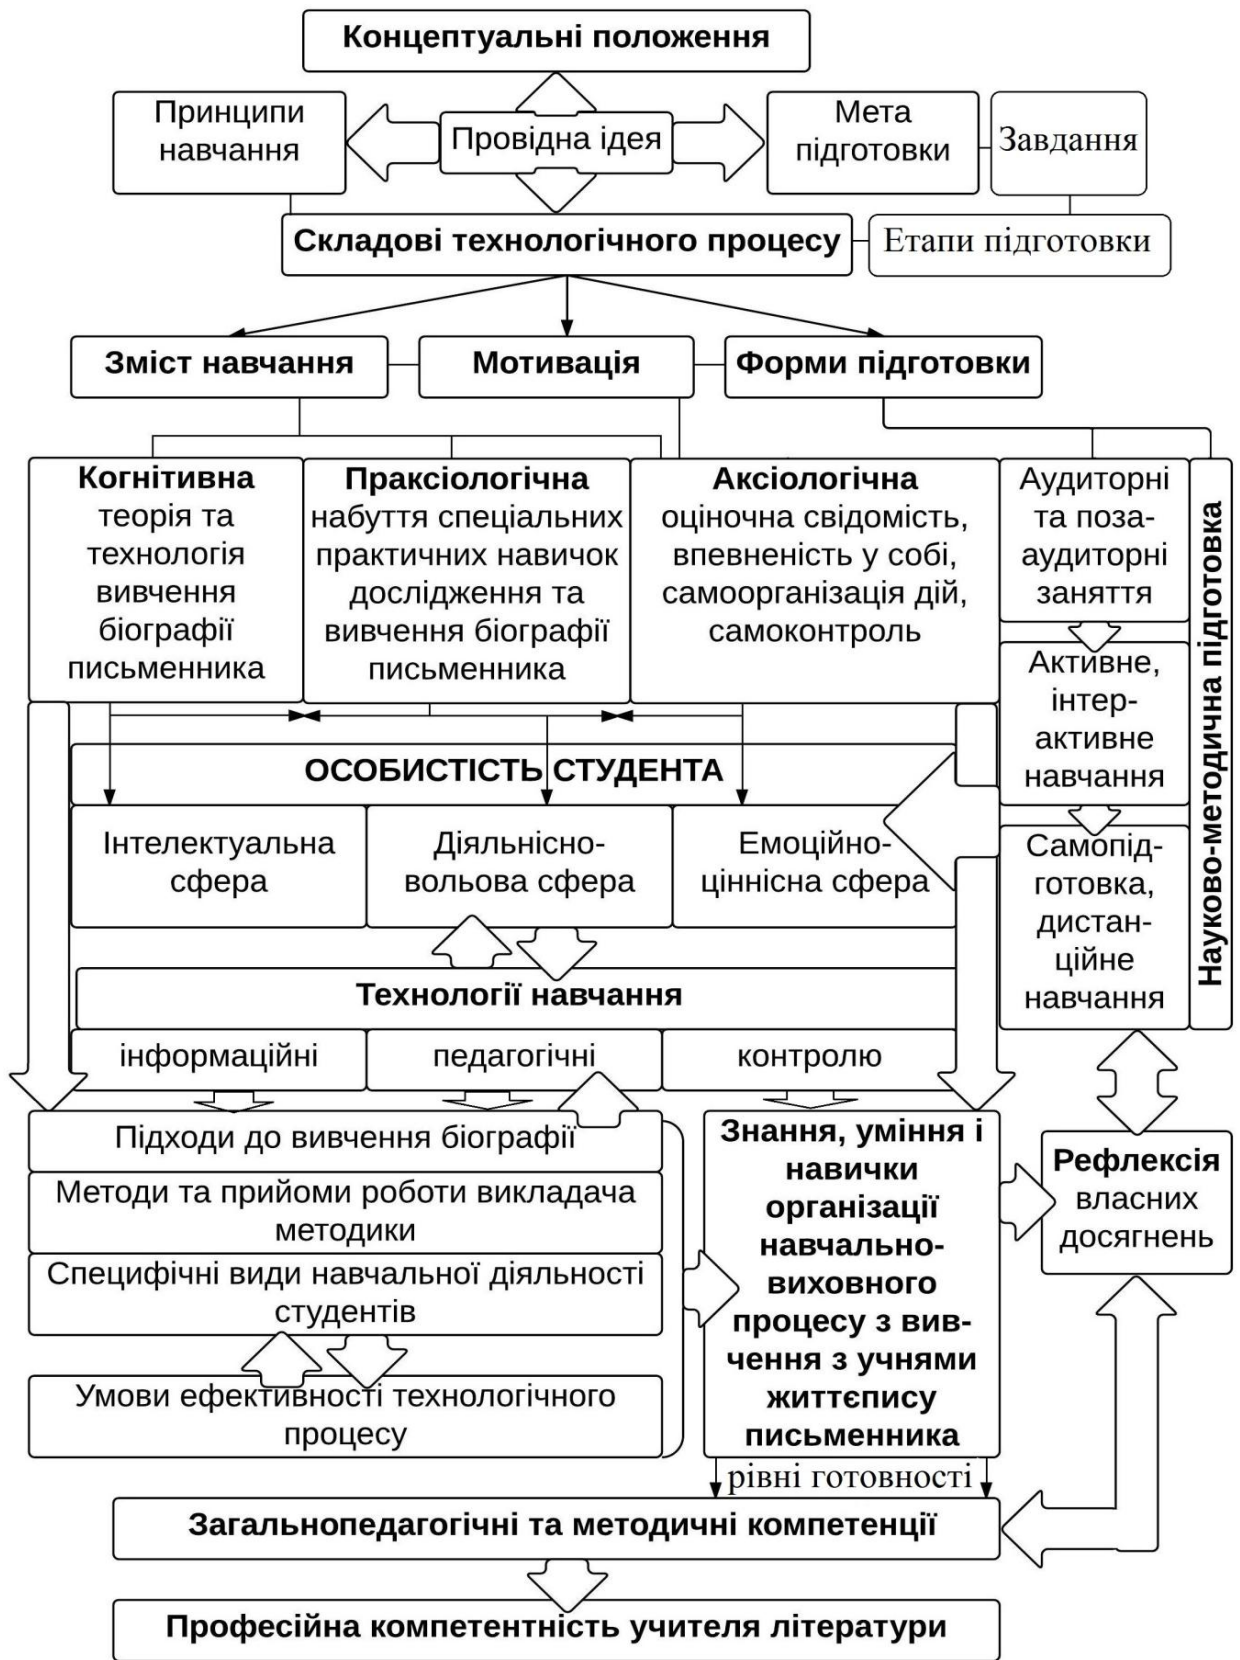 Концептуальні положення
Принципи
навчання
Провідна ідея
Мета
підготовки
Завдання
Складові технологічного процесу
Етапи підготовки
Зміст навчання
Мотивація
Форми підготовки
Когнітивна
теорія та
технологія
вивчення
біографії
письменника
Праксіологічна
набуття спеціальних
практичних навичок
дослідження та
вивчення біографії
письменника
Аксіологічна
оціночна свідомість,
впевненість у собі,
самоорганізація дій,
самоконтроль
Аудиторні
та поза-
аудиторні
заняття
Активне,
інтер-
активне
навчання
Самопід-
готовка,
дистан-
ційне
навчання
Науково-методична підготовка
ОСОБИСТІСТЬ СТУДЕНТА
Інтелектуальна
сфера
Діяльнісно-
вольова сфера
Емоційно-
ціннісна сфера
Технології навчання
інформаційні
педагогічні
контролю
Підходи до вивчення біографії
Методи та прийоми роботи викладача
методики
Специфічні види навчальної діяльності
студентів
Умови ефективності технологічного
процесу
Знання, уміння і
навички
організації
навчально-
виховного
процесу з вив-
чення з учнями
життєпису
письменника
Рефлексія
власних
досягнень
рівні готовності
Загальнопедагогічні та методичні компетенції
Професійна компетентність учителя літератури